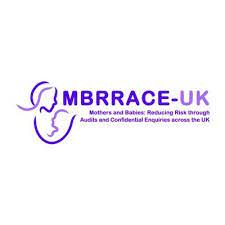 MBRRACE-UK
Mothers and Babies: Reducing Risk through
Audits and Confidential Enquiries across the UK